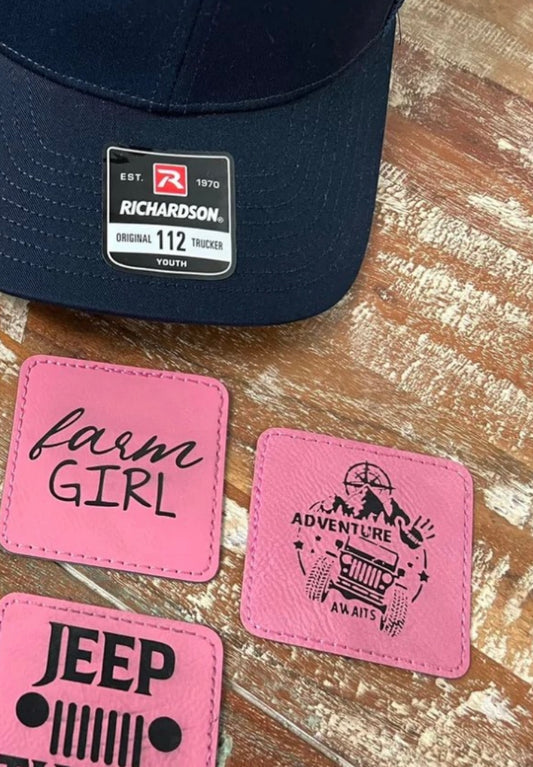 EST. R 1970
RICHARDSON®
ORIGINAL 112 TRUCKER
YOUTH
farm
GIRL
ADVENTURE
AWAITS
JEEP